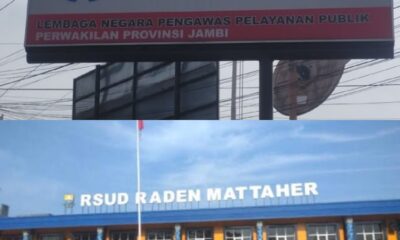 LEMBAGA NEGARA PENGAWAS PELAYANAN PUBLIK
PERWAKILAN PROVINSI JAMBI
RSUD RADEN MATTAHER